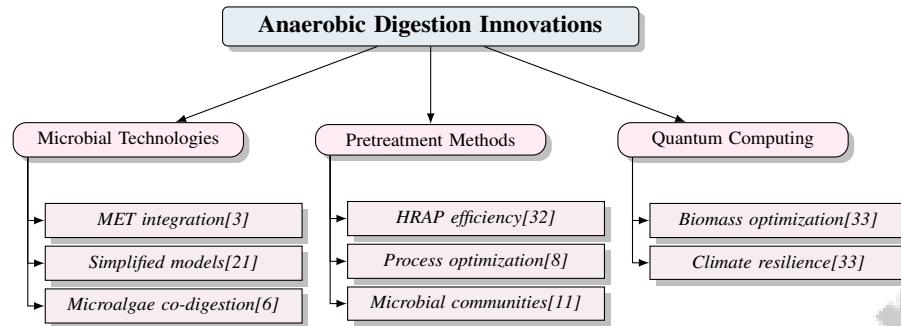 Anaerobic Digestion Innovations
Microbial Technologies
MET integration[3]
Simplified models[21]
Microalgae co-digestion[6]
Pretreatment Methods
HRAP efficiency[32]
Process optimization[8]
Microbial communities[11]
Quantum Computing
Biomass optimization[33]
Climate resilience[33]